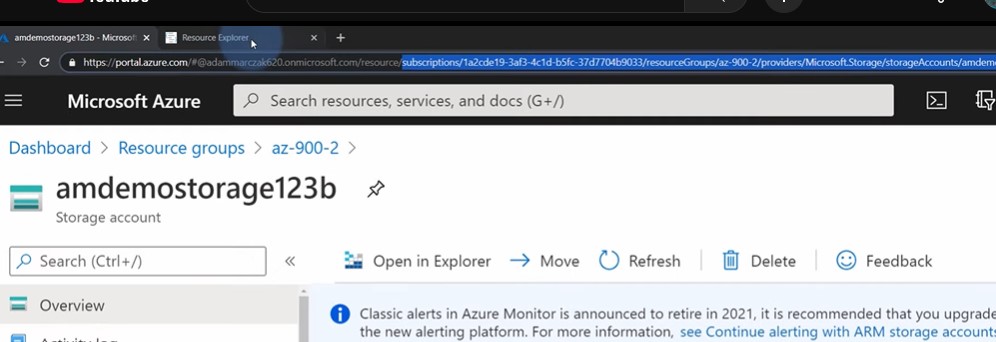 YouTube
amdemostorage123b - Microsoft
Resource Explorer
https://portal.azure.com/#@adammarczak620.onmicrosoft.com/resource/subscriptions/1a2cde19-3af3-4c1d-b5fc-37d7704b9033/resourceGroups/az-900-2/providers/Microsoft.Storage/storageAccounts/amdemo
Microsoft Azure
Search resources, services, and docs (G+/)
Dashboard > Resource groups > az-900-2 >
amdemostorage123b
Storage account
Search (Ctrl+/)
«
Open in Explorer
Move
Refresh
Delete
Feedback
Overview
Classic alerts in Azure Monitor is announced to retire in 2021, it is recommended that you upgrade
the new alerting platform. For more information, see Continue alerting with ARM storage accounts
Activity log